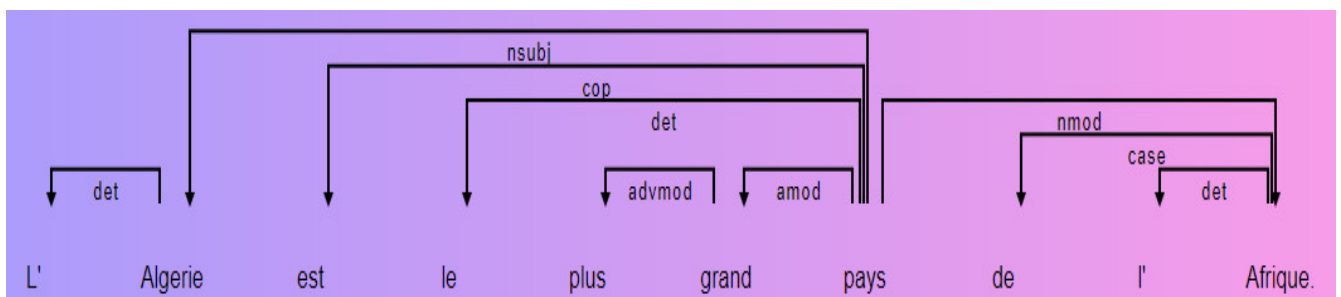 nsubj
cop
det nmod
case
det advmod amod det
L' Algerie est le plus grand pays de l' Afrique.